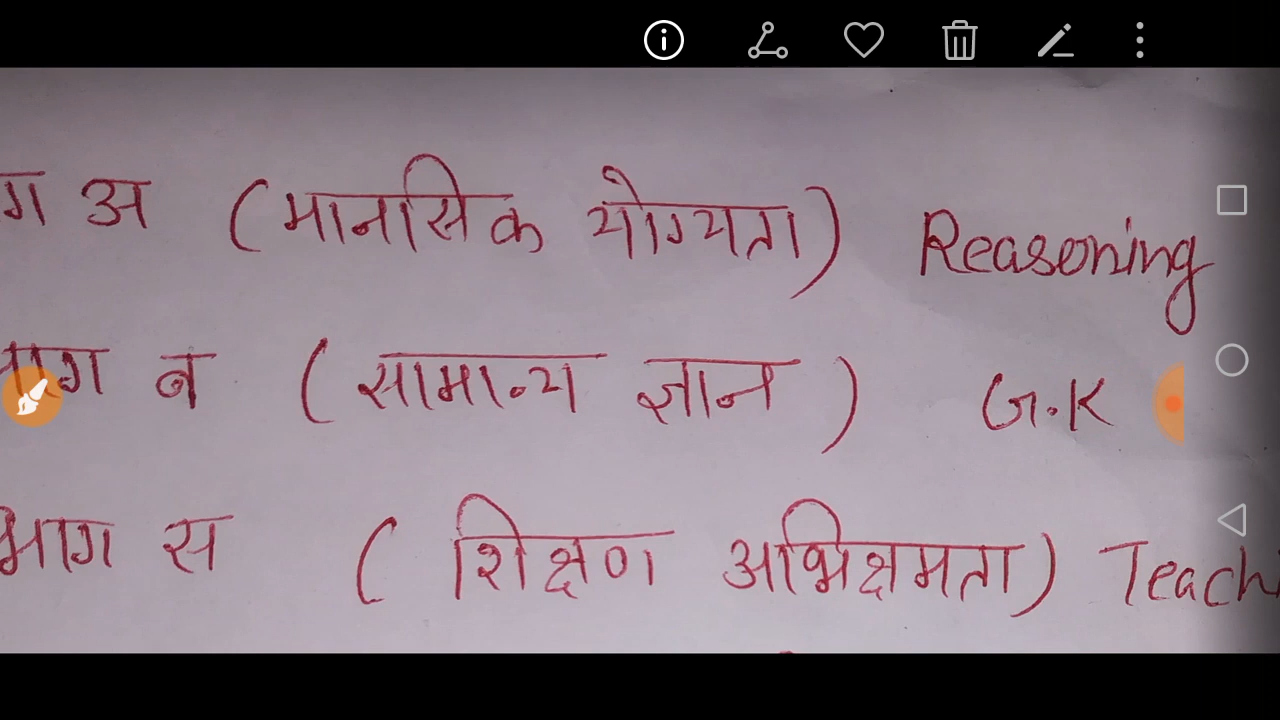 ग अ (मानसिक योग्यता) Reasoning
भाग ब (सामान्य ज्ञान) G.K
भाग स (शिक्षण अभिक्षमता) Teach